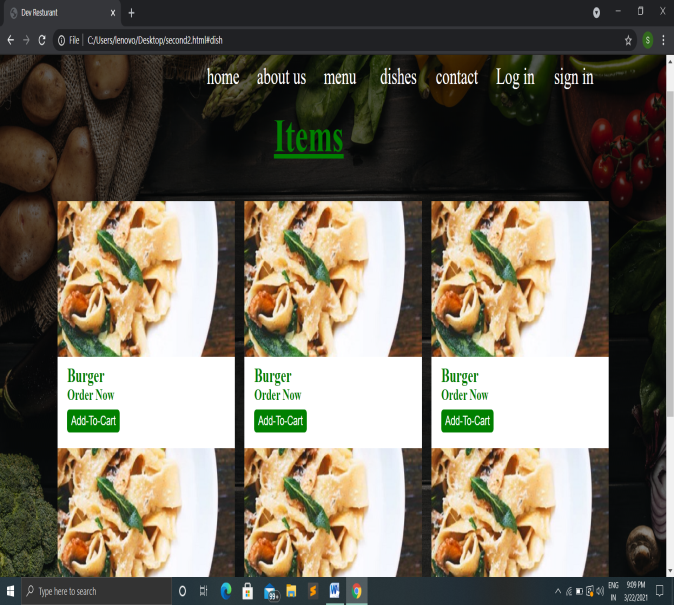 Dev Resturant
File C:/Users/lenovo/Desktop/second2.html#dish
S
home about us menu dishes contact Log in sign in
Items
Burger Burger Burger
Order Now Order Now Order Now
Add-To-Cart Add-To-Cart Add-To-Cart
Type here to search
99+
ENG 9:09 PM
IN 3/22/2021